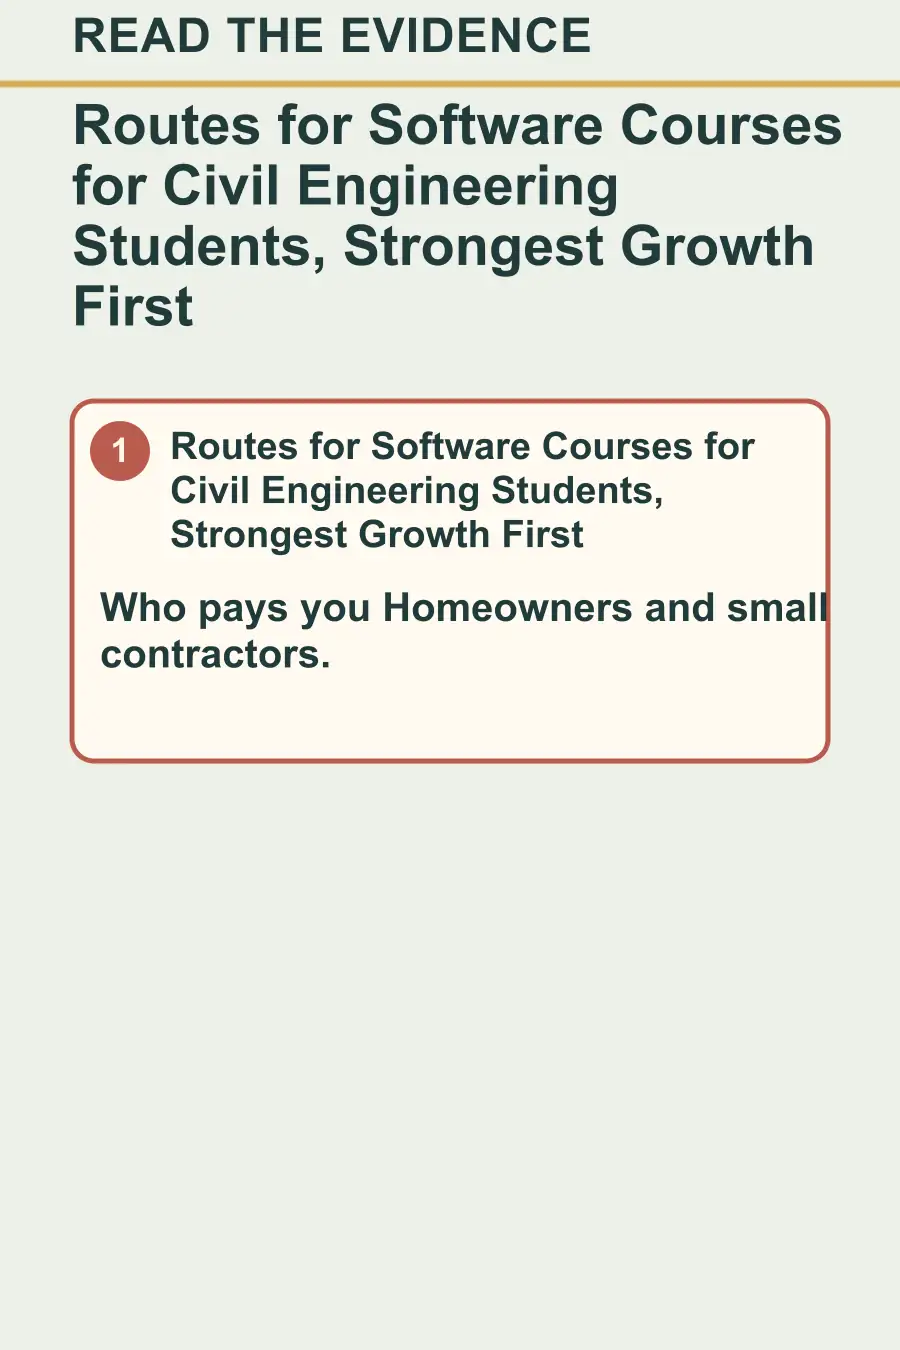 READ THE EVIDENCE
Routes for Software Courses
for Civil Engineering
Students, Strongest Growth
First
1
Routes for Software Courses for
Civil Engineering Students,
Strongest Growth First
Who pays you Homeowners and small
contractors.